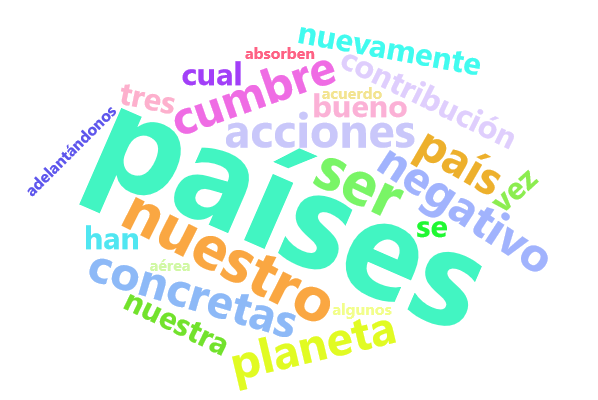 nuevamente
absorben
contribución
cual
cumbre
acuerdo
tres
bueno
adelantándonos
acciones
países
ser
país
vez
negativo
nuestro
se
han
aérea
concretas
nuestra
algunos
planeta